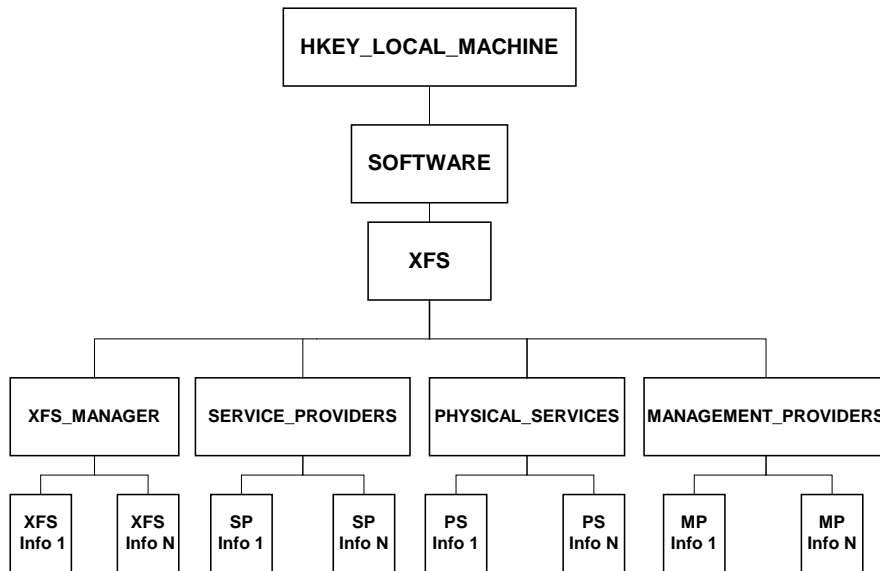 HKEY_LOCAL_MACHINE
SOFTWARE
XFS
XFS_MANAGER
SERVICE_PROVIDERS
PHYSICAL_SERVICES
MANAGEMENT_PROVIDERS
XFS
Info 1
XFS
Info N
SP
Info 1
SP
Info N
PS
Info 1
PS
Info N
MP
Info 1
MP
Info N